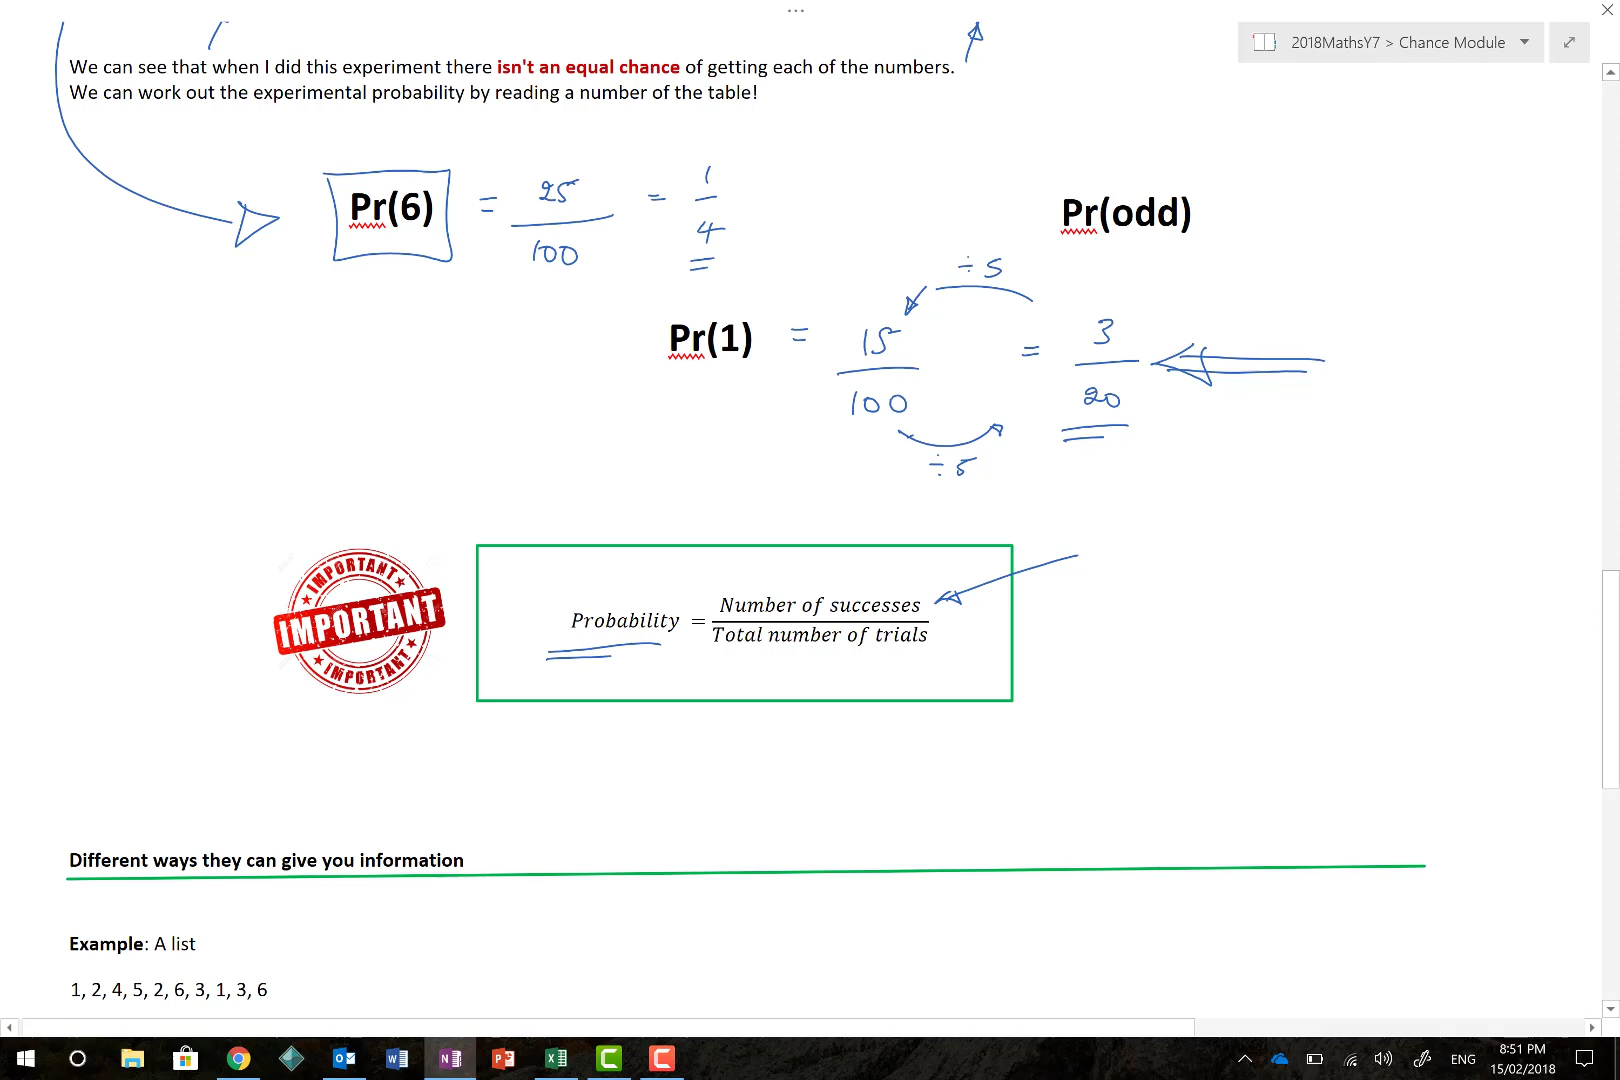 2018MathsY7 > Chance Module
We can see that when I did this experiment there isn't an equal chance of getting each of the numbers.
We can work out the experimental probability by reading a number of the table!
Pr(6) = 25/100 = 1/4
Pr(odd)
÷ 5
Pr(1) = 15/100 = 3/20
÷ 5
IMPORTANT
IMPORTANT
IMPORTANT
Probability = Number of successes / Total number of trials
Different ways they can give you information
Example: A list
1, 2, 4, 5, 2, 6, 3, 1, 3, 6
ENG
8:51 PM
15/02/2018